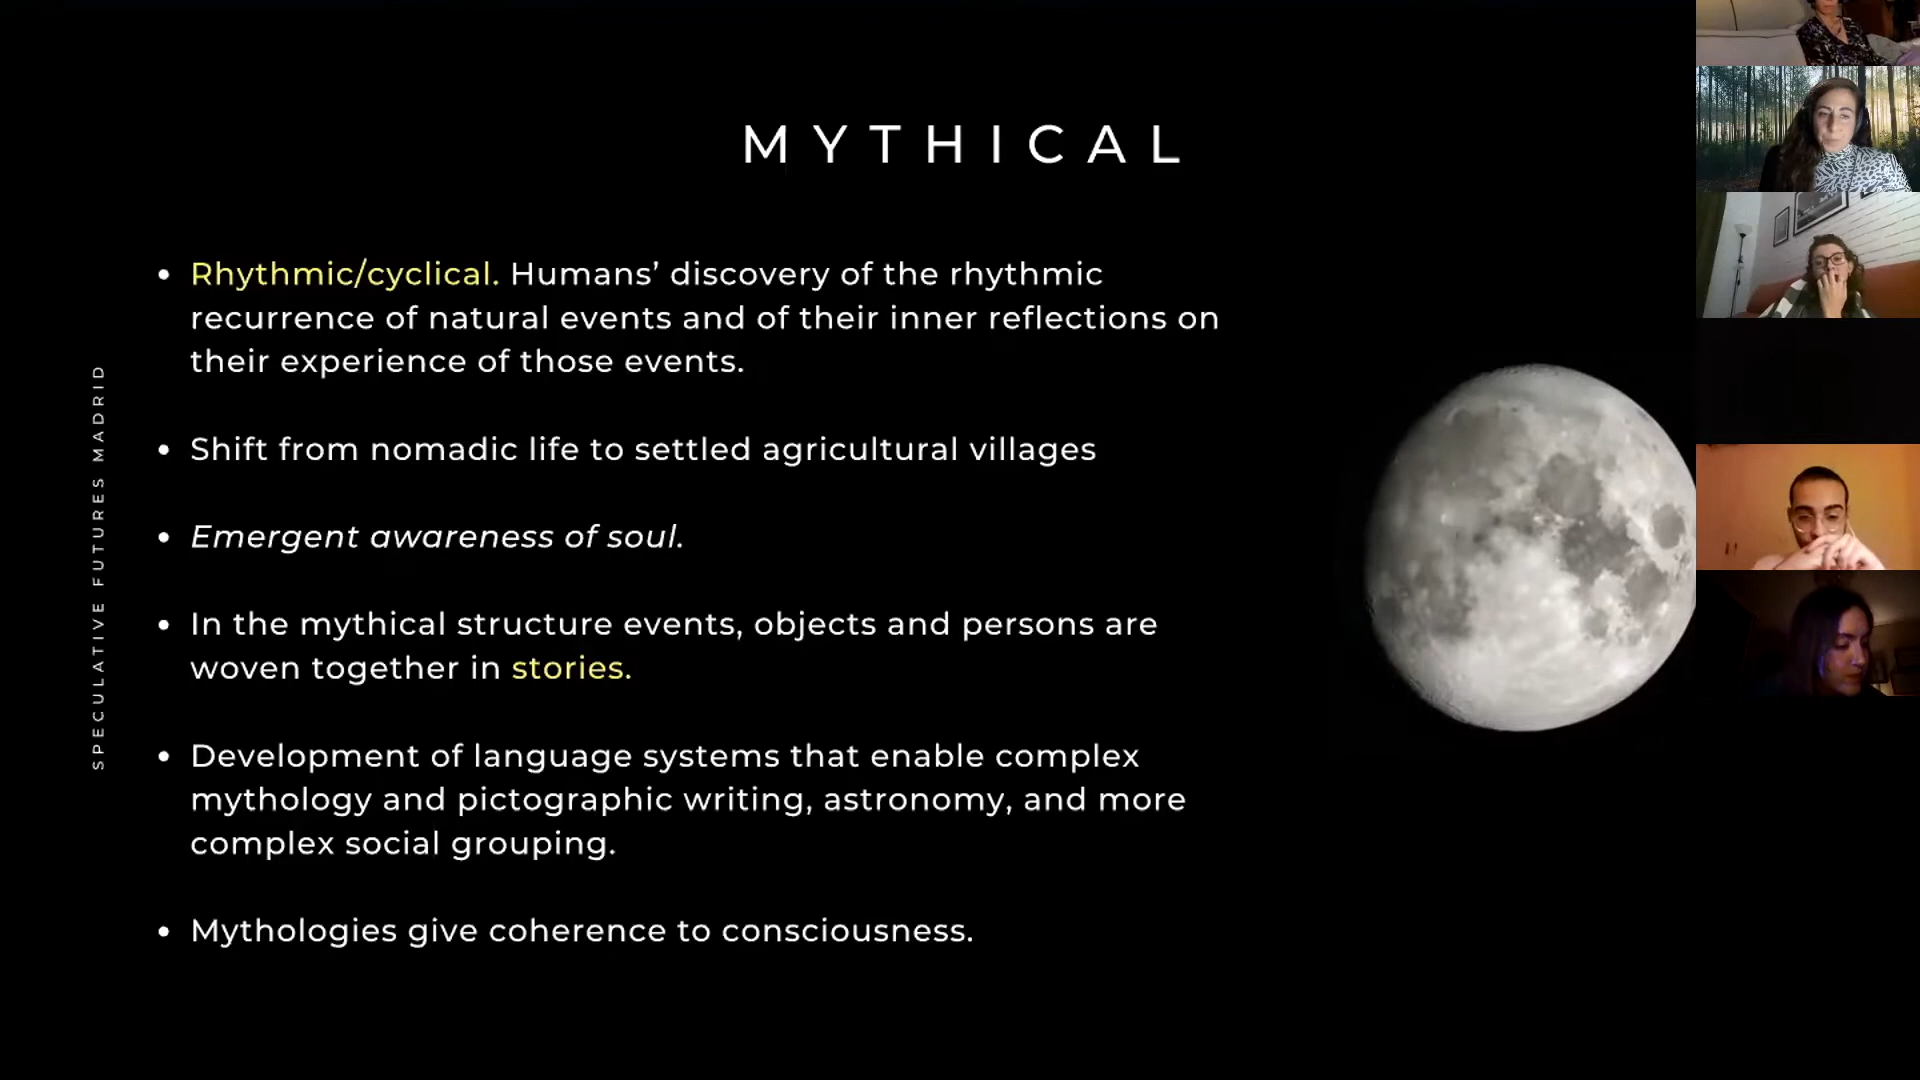 MYTHICAL
• Rhythmic/cyclical. Humans’ discovery of the rhythmic
recurrence of natural events and of their inner reflections on
their experience of those events.
• Shift from nomadic life to settled agricultural villages
• Emergent awareness of soul.
• In the mythical structure events, objects and persons are
woven together in stories.
• Development of language systems that enable complex
mythology and pictographic writing, astronomy, and more
complex social grouping.
• Mythologies give coherence to consciousness.
SPECULATIVE FUTURES MADRID